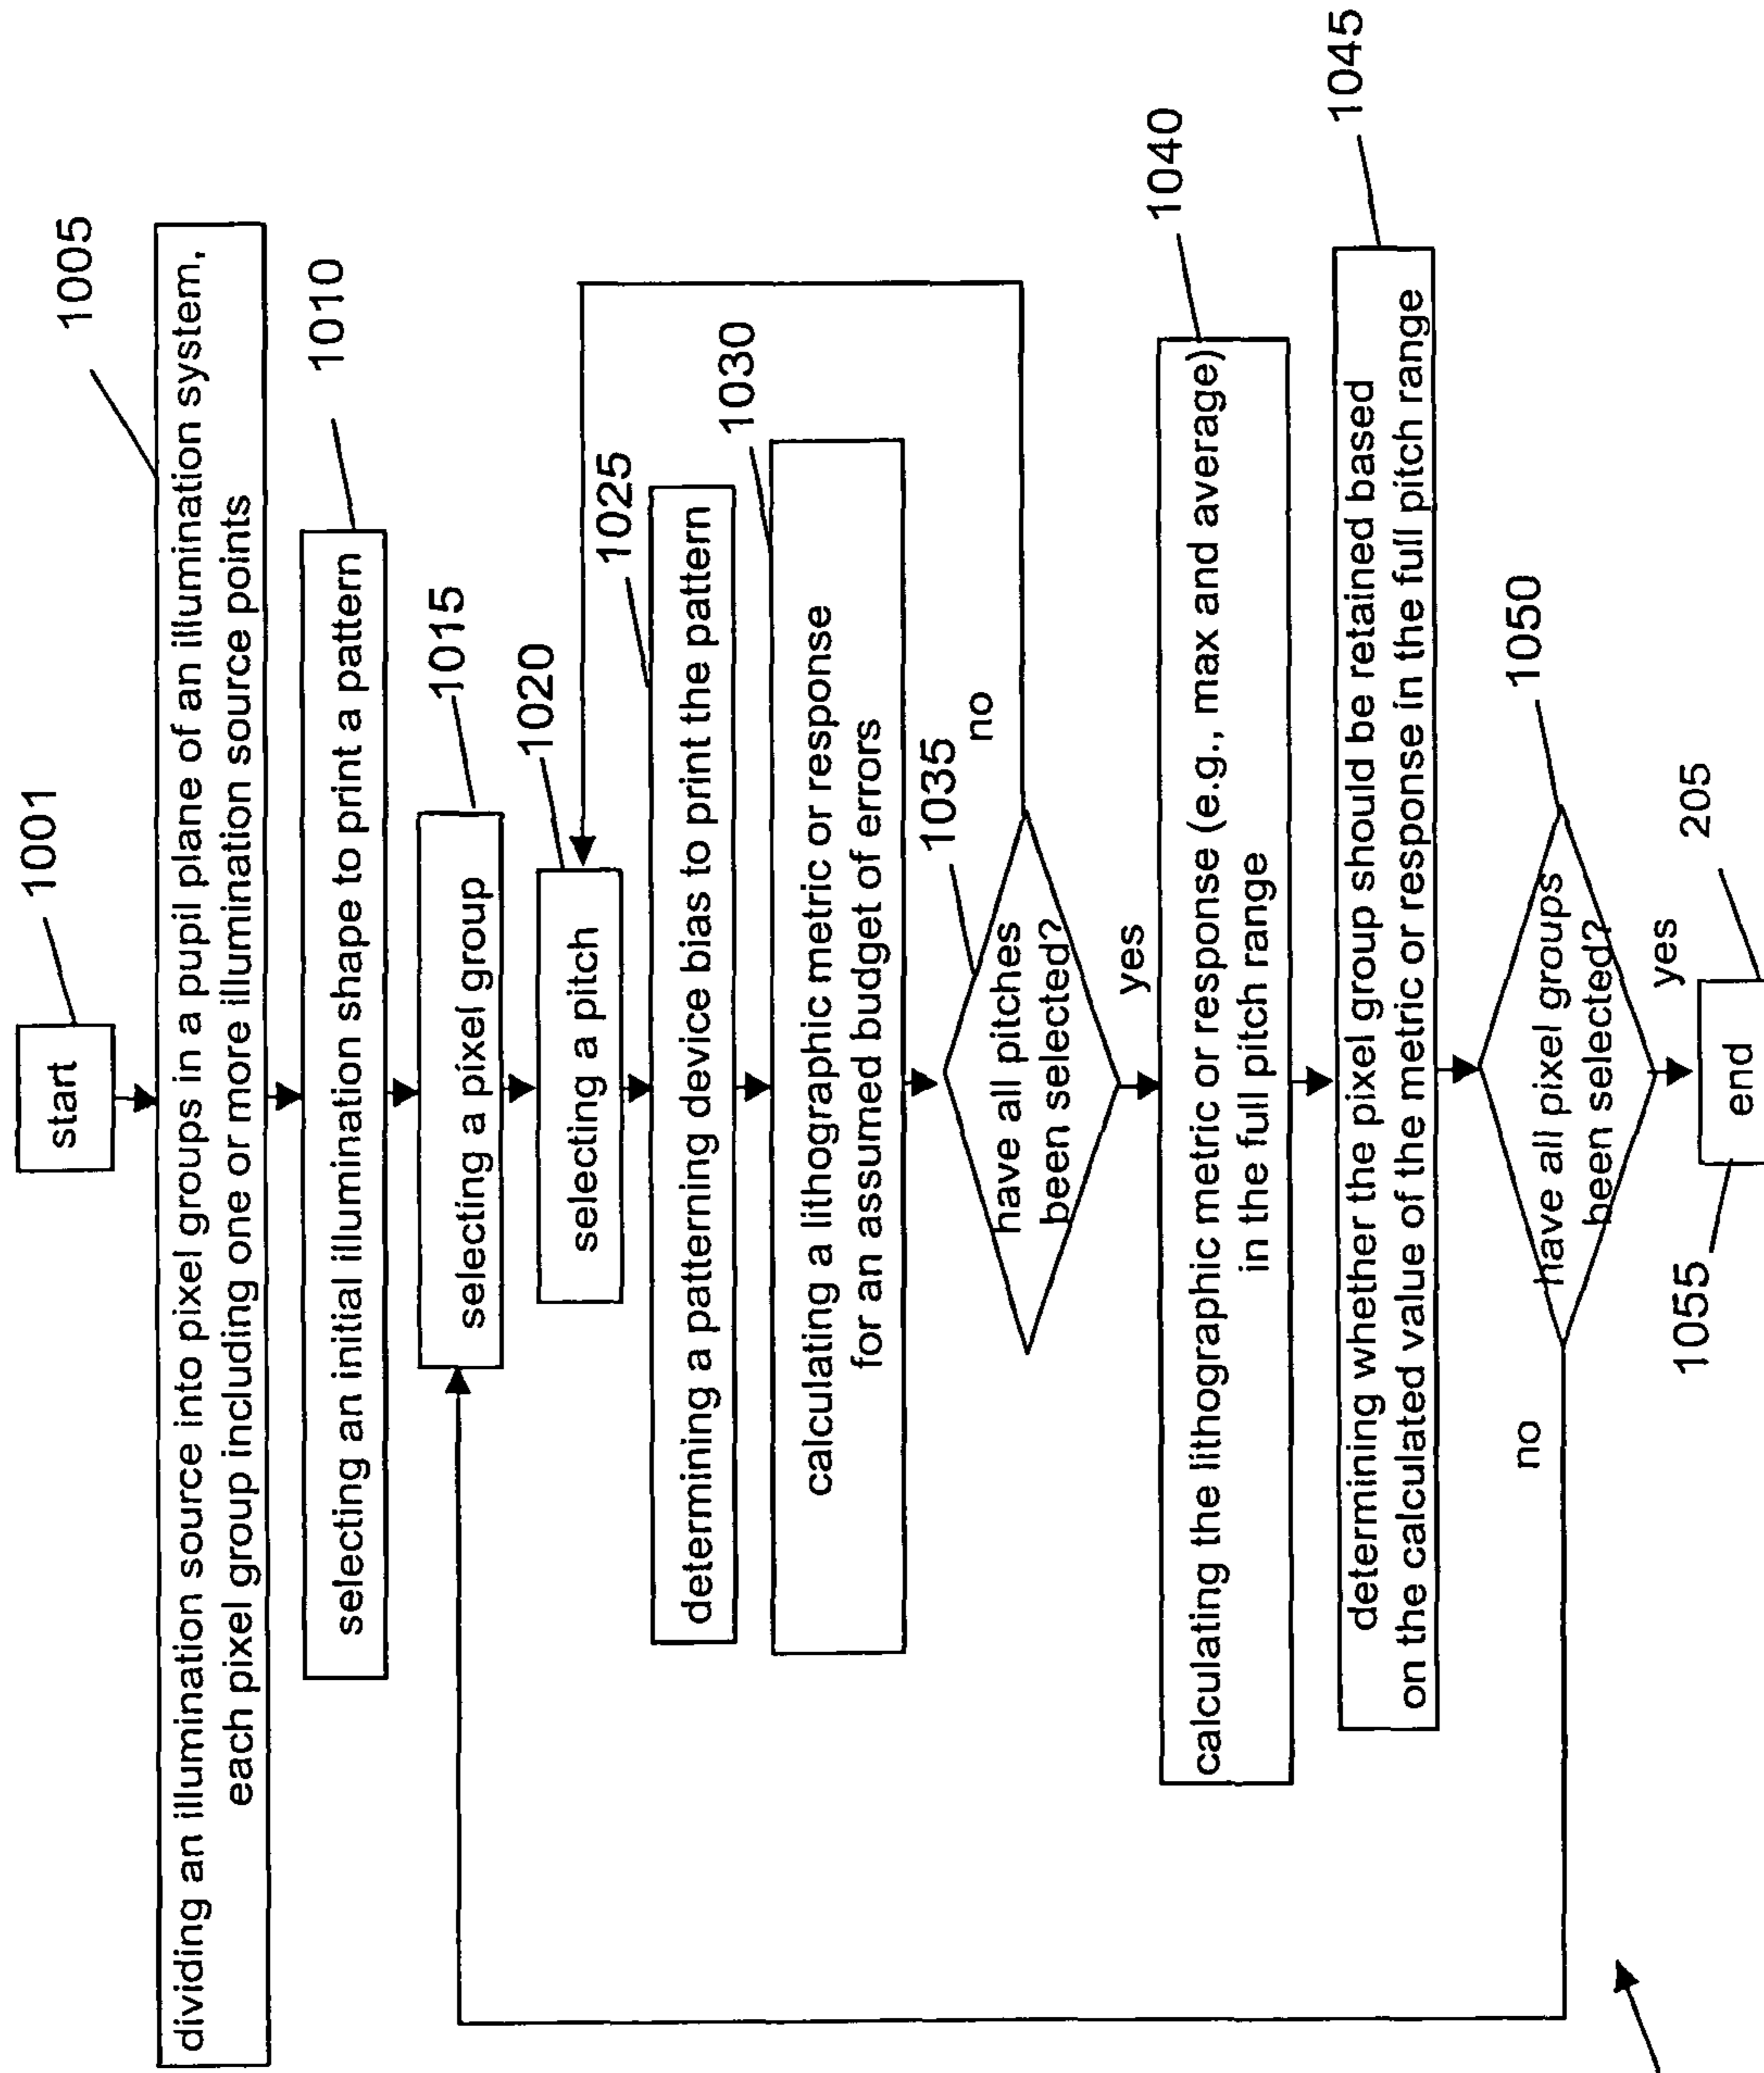 start
1001
dividing an illumination source into pixel groups in a pupil plane of an illumination system,
each pixel group including one or more illumination source points
1005
selecting an initial illumination shape to print a pattern
1010
selecting a pixel group
1015
selecting a pitch
1020
determining a patterning device bias to print the pattern
1025
calculating a lithographic metric or response
for an assumed budget of errors
1030
have all pitches
been selected?
1035
no
yes
calculating the lithographic metric or response (e.g., max and average)
in the full pitch range
1040
determining whether the pixel group should be retained based
on the calculated value of the metric or response in the full pitch range
1045
have all pixel groups
been selected?
1050
no
yes
end
1055
205